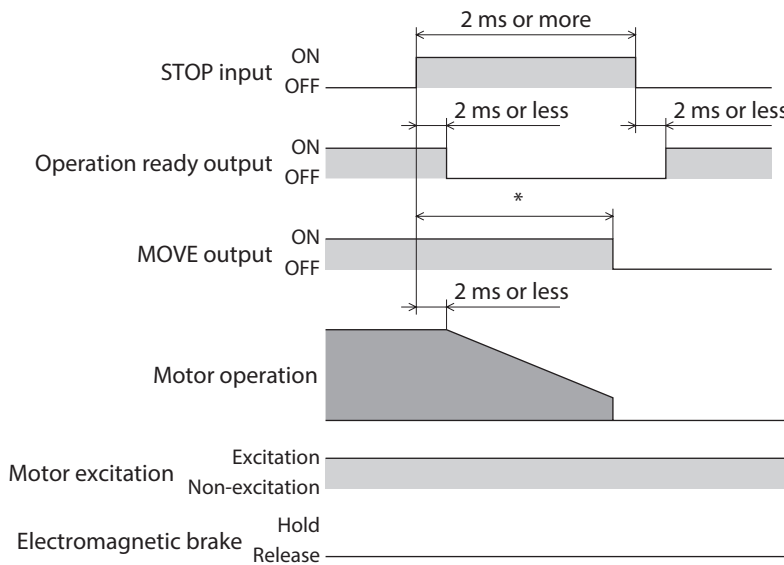 2 ms or more
STOP input
ON
OFF
2 ms or less
2 ms or less
Operation ready output
ON
OFF
*
MOVE output
ON
OFF
2 ms or less
Motor operation
Motor excitation
Excitation
Non-excitation
Electromagnetic brake
Hold
Release